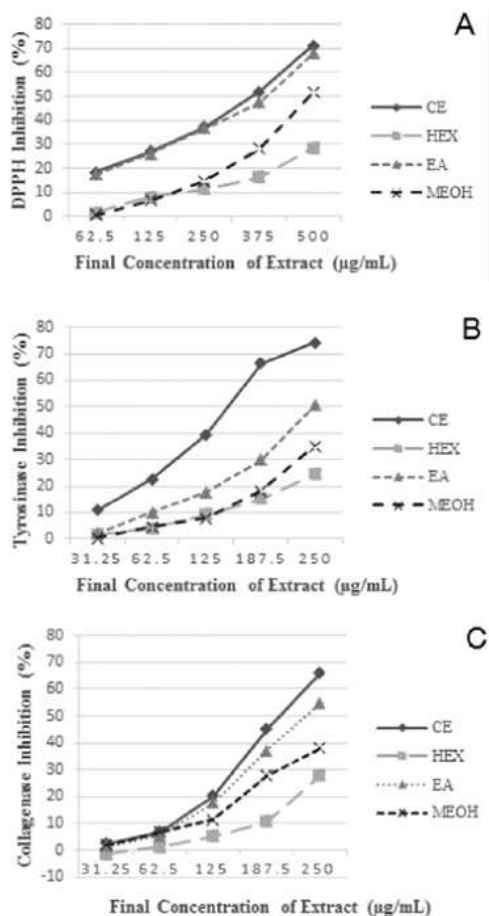 A
80
70
60
50
40
30
20
10
0
DPPH Inhibition (%)
62.5 125 250 375 500
Final Concentration of Extract (µg/mL)
CE
HEX
EA
MEOH
B
80
70
60
50
40
30
20
10
0
Tyrosinase Inhibition (%)
31.25 62.5 125 187.5 250
Final Concentration of Extract (µg/mL)
CE
HEX
EA
MEOH
C
80
70
60
50
40
30
20
10
0
-10
Collagenase Inhibition (%)
31.25 62.5 125 187.5 250
Final Concentration of Extract (µg/mL)
CE
HEX
EA
MEOH